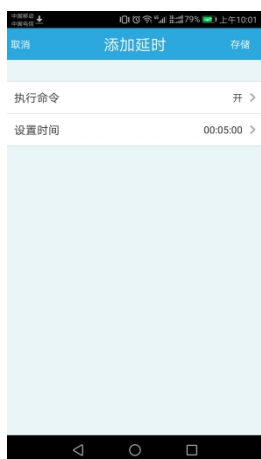 中国移动
中国电信
79% 上午10:01
取消 添加延时 存储
执行命令 开
设置时间 00:05:00